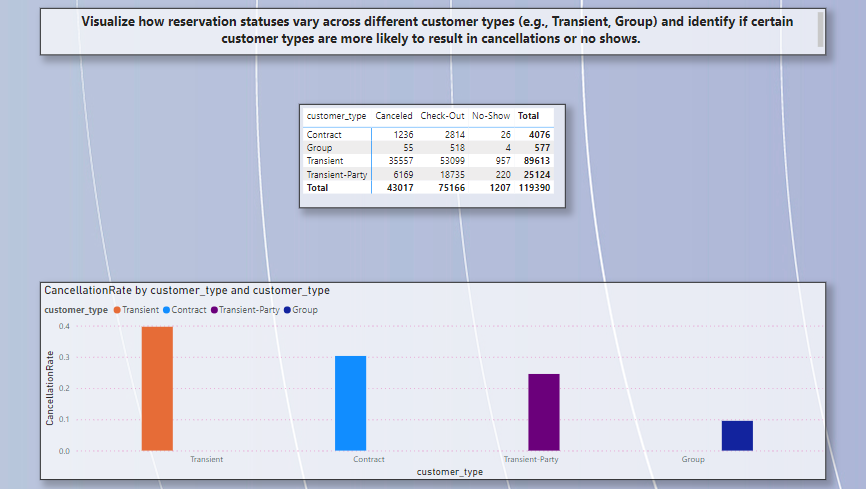 Visualize how reservation statuses vary across different customer types (e.g., Transient, Group) and identify if certain
customer types are more likely to result in cancellations or no shows.
customer_type Canceled Check-Out No-Show Total
Contract 1236 2814 26 4076
Group 55 518 4 577
Transient 35557 53099 957 89613
Transient-Party 6169 18735 220 25124
Total 43017 75166 1207 119390
CancellationRate by customer_type and customer_type
customer_type Transient Contract Transient-Party Group
CancellationRate
0.4
0.3
0.2
0.1
0.0
Transient Contract Transient-Party Group
customer_type